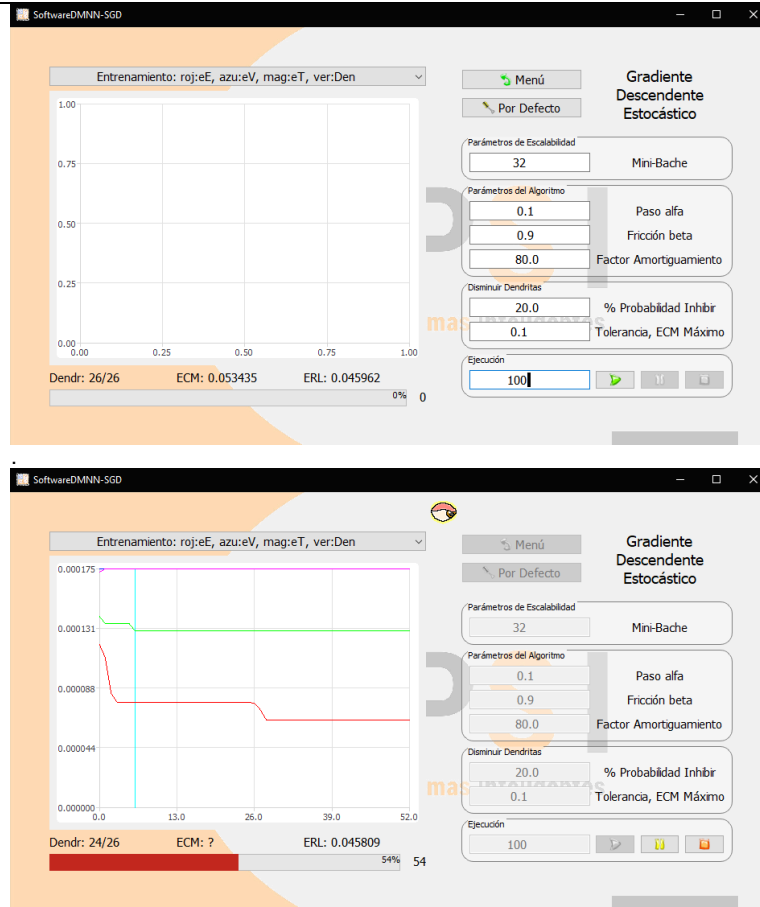 SoftwareDMNN-SGD
Entrenamiento: roj:eE, azu:eV, mag:eT, ver:Den
Menú
Por Defecto
Gradiente
Descendente
Estocástico
1.00
0.75
0.50
0.25
0.00
0.00 0.25 0.50 0.75 1.00
Parámetros de Escalabilidad
32 Mini-Bache
Parámetros del Algoritmo
0.1 Paso alfa
0.9 Fricción beta
80.0 Factor Amortiguamiento
Disminuir Dendritas
20.0 % Probabilidad Inhibir
0.1 Tolerancia, ECM Máximo
mas inteligentes
Ejecución
100
Dendr: 26/26 ECM: 0.053435 ERL: 0.045962
0% 0
.
SoftwareDMNN-SGD
Entrenamiento: roj:eE, azu:eV, mag:eT, ver:Den
Menú
Por Defecto
Gradiente
Descendente
Estocástico
0.000175
0.000131
0.000088
0.000044
0.000000
0.0 13.0 26.0 39.0 52.0
Parámetros de Escalabilidad
32 Mini-Bache
Parámetros del Algoritmo
0.1 Paso alfa
0.9 Fricción beta
80.0 Factor Amortiguamiento
Disminuir Dendritas
20.0 % Probabilidad Inhibir
0.1 Tolerancia, ECM Máximo
mas inteligentes
Ejecución
100
Dendr: 24/26 ECM: ? ERL: 0.045809
54% 54